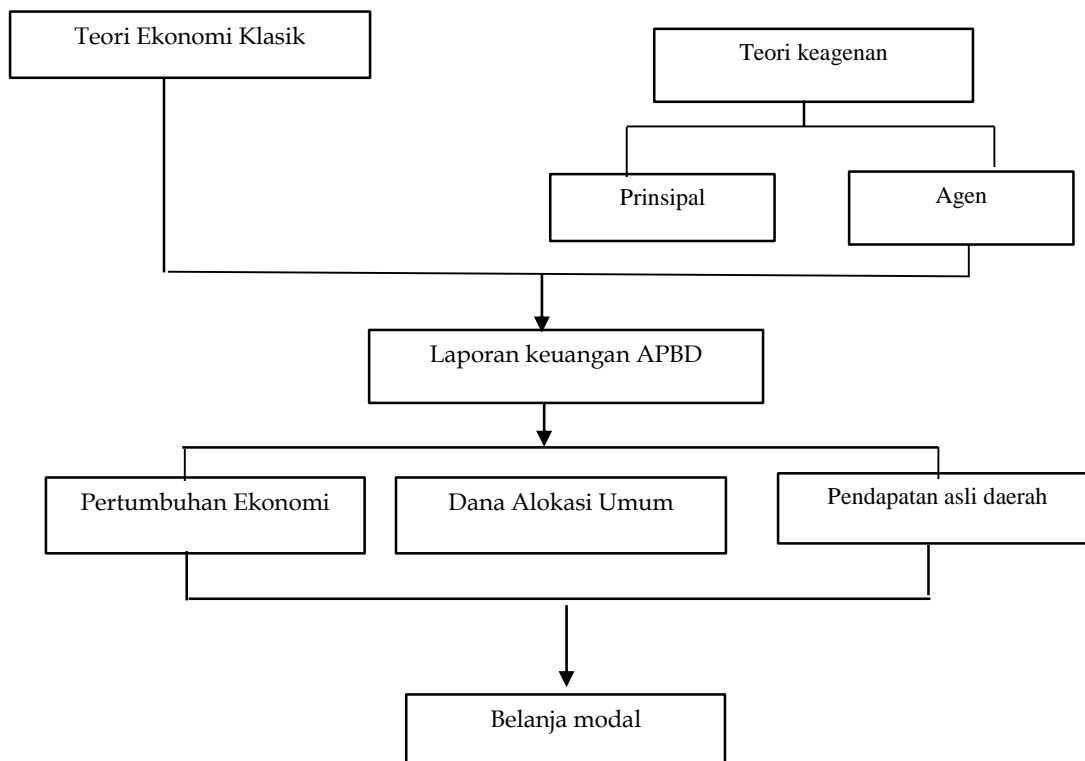 Teori Ekonomi Klasik
Teori keagenan
Prinsipal
Agen
Laporan keuangan APBD
Pertumbuhan Ekonomi
Dana Alokasi Umum
Pendapatan asli daerah
Belanja modal